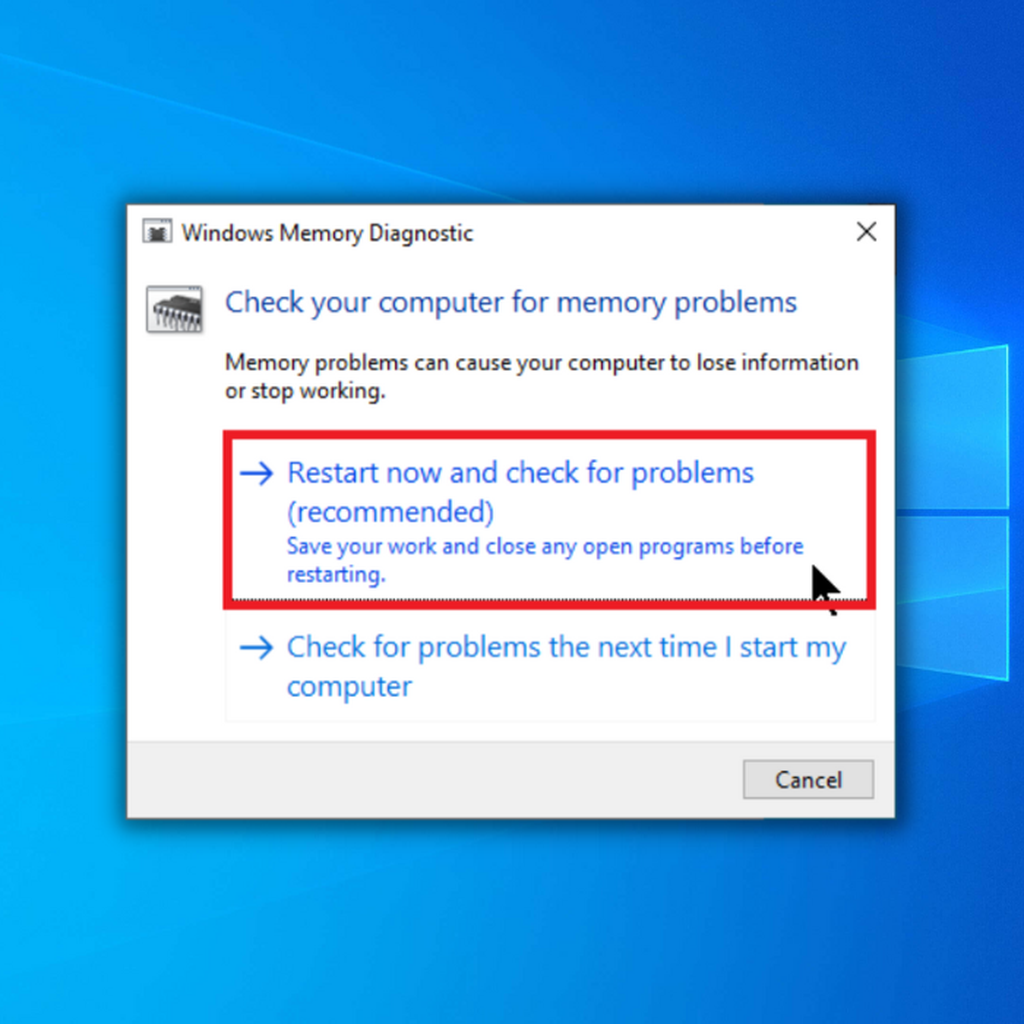 Windows Memory Diagnostic
Check your computer for memory problems
Memory problems can cause your computer to lose information
or stop working.
Restart now and check for problems
(recommended)
Save your work and close any open programs before
restarting.
Check for problems the next time I start my
computer
Cancel